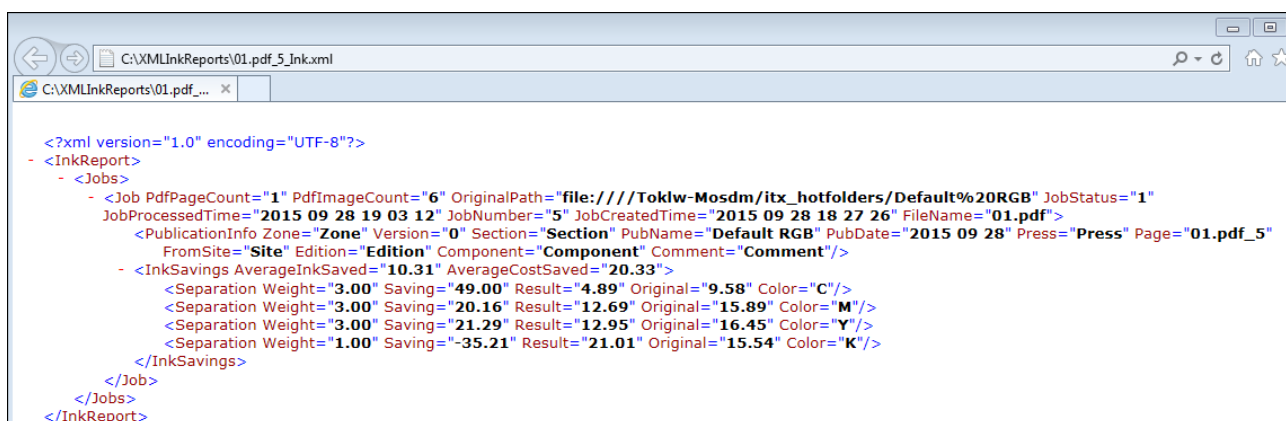 C:\XMLInkReports\01.pdf_5_Ink.xml
C:\XMLInkReports\01.pdf_...
<?xml version="1.0" encoding="UTF-8"?>
- <InkReport>
- <Jobs>
- <Job PdfPageCount="1" PdfImageCount="6" OriginalPath="file:////Toklw-Mosdm/itx_hotfolders/Default%20RGB" JobStatus="1"
JobProcessedTime="2015 09 28 19 03 12" JobNumber="5" JobCreatedTime="2015 09 28 18 27 26" FileName="01.pdf">
<PublicationInfo Zone="Zone" Version="0" Section="Section" PubName="Default RGB" PubDate="2015 09 28" Press="Press" Page="01.pdf_5"
FromSite="Site" Edition="Edition" Component="Component" Comment="Comment"/>
- <InkSavings AverageInkSaved="10.31" AverageCostSaved="20.33">
<Separation Weight="3.00" Saving="49.00" Result="4.89" Original="9.58" Color="C"/>
<Separation Weight="3.00" Saving="20.16" Result="12.69" Original="15.89" Color="M"/>
<Separation Weight="3.00" Saving="21.29" Result="12.95" Original="16.45" Color="Y"/>
<Separation Weight="1.00" Saving="-35.21" Result="21.01" Original="15.54" Color="K"/>
</InkSavings>
</Job>
</Jobs>
</InkReport>